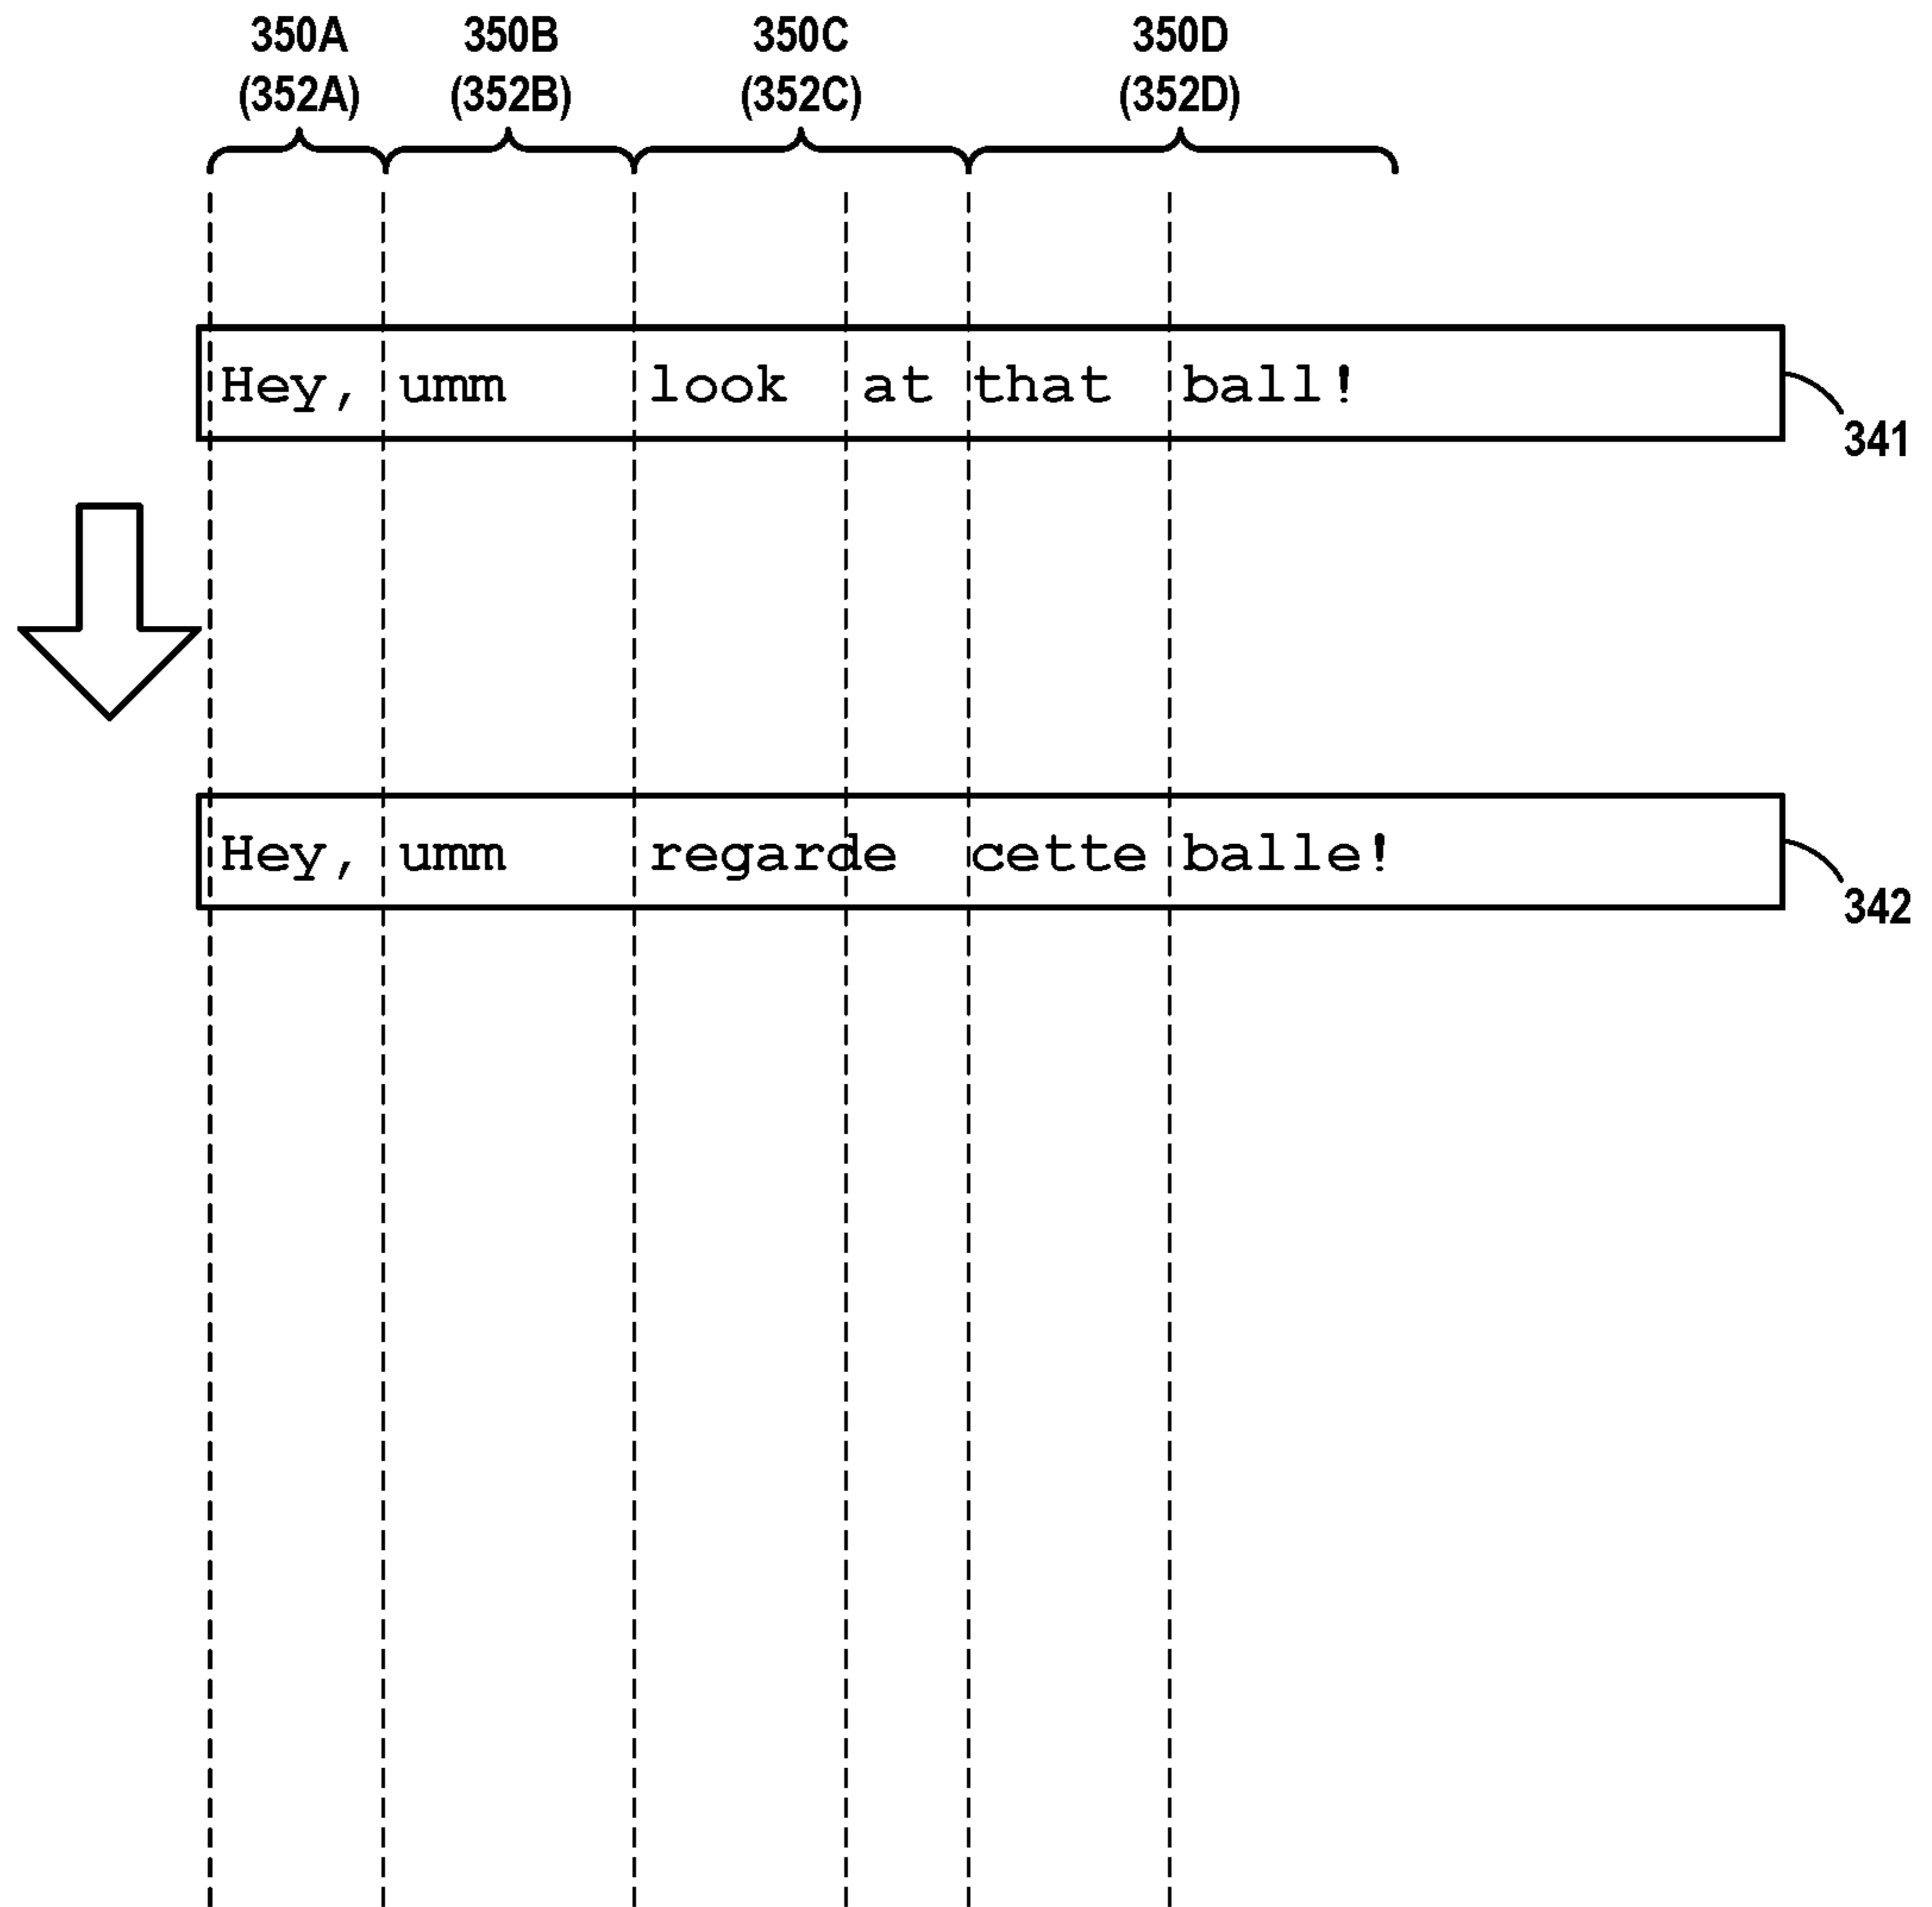 350A 350B 350C 350D
(352A) (352B) (352C) (352D)
Hey, umm look at that ball!
341
Hey, umm regarde cette balle!
342